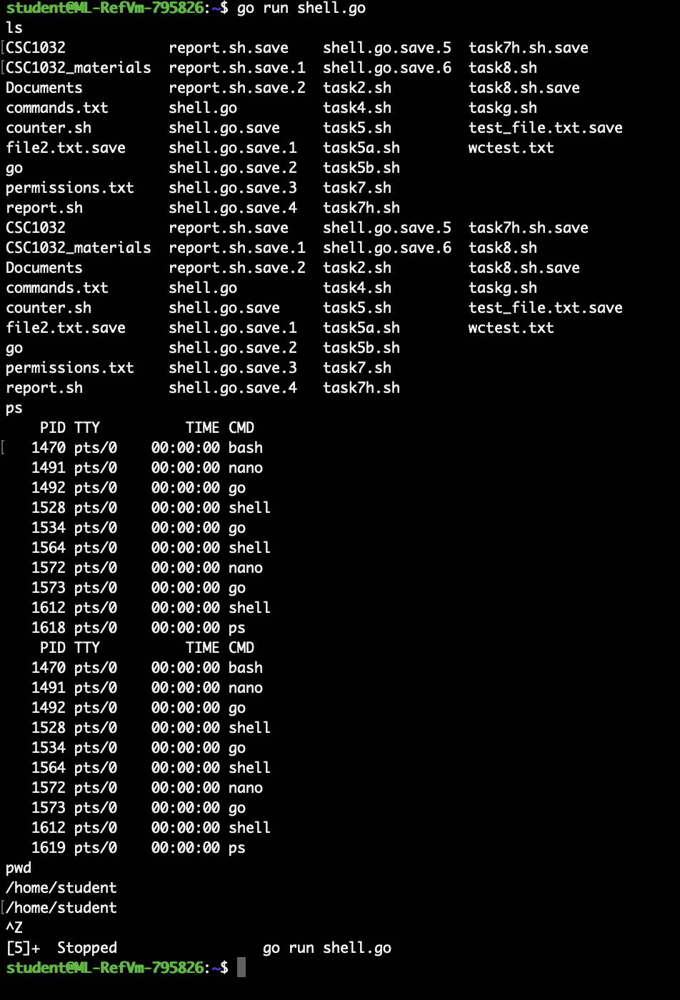 student@ML-RefVm-795826:~$ go run shell.go
ls
CSC1032            report.sh.save    shell.go.save.5  task7h.sh.save
CSC1032_materials  report.sh.save.1  shell.go.save.6  task8.sh
Documents          report.sh.save.2  task2.sh         task8.sh.save
commands.txt       shell.go          task4.sh         taskg.sh
counter.sh         shell.go.save     task5.sh         test_file.txt.save
file2.txt.save     shell.go.save.1   task5a.sh        wctest.txt
go                 shell.go.save.2   task5b.sh
permissions.txt    shell.go.save.3   task7.sh
report.sh          shell.go.save.4   task7h.sh
CSC1032            report.sh.save    shell.go.save.5  task7h.sh.save
CSC1032_materials  report.sh.save.1  shell.go.save.6  task8.sh
Documents          report.sh.save.2  task2.sh         task8.sh.save
commands.txt       shell.go          task4.sh         taskg.sh
counter.sh         shell.go.save     task5.sh         test_file.txt.save
file2.txt.save     shell.go.save.1   task5a.sh        wctest.txt
go                 shell.go.save.2   task5b.sh
permissions.txt    shell.go.save.3   task7.sh
report.sh          shell.go.save.4   task7h.sh
ps
    PID TTY          TIME CMD
   1470 pts/0    00:00:00 bash
   1491 pts/0    00:00:00 nano
   1492 pts/0    00:00:00 go
   1528 pts/0    00:00:00 shell
   1534 pts/0    00:00:00 go
   1564 pts/0    00:00:00 shell
   1572 pts/0    00:00:00 nano
   1573 pts/0    00:00:00 go
   1612 pts/0    00:00:00 shell
   1618 pts/0    00:00:00 ps
    PID TTY          TIME CMD
   1470 pts/0    00:00:00 bash
   1491 pts/0    00:00:00 nano
   1492 pts/0    00:00:00 go
   1528 pts/0    00:00:00 shell
   1534 pts/0    00:00:00 go
   1564 pts/0    00:00:00 shell
   1572 pts/0    00:00:00 nano
   1573 pts/0    00:00:00 go
   1612 pts/0    00:00:00 shell
   1619 pts/0    00:00:00 ps
pwd
/home/student
/home/student
^Z
[5]+  Stopped                 go run shell.go
student@ML-RefVm-795826:~$